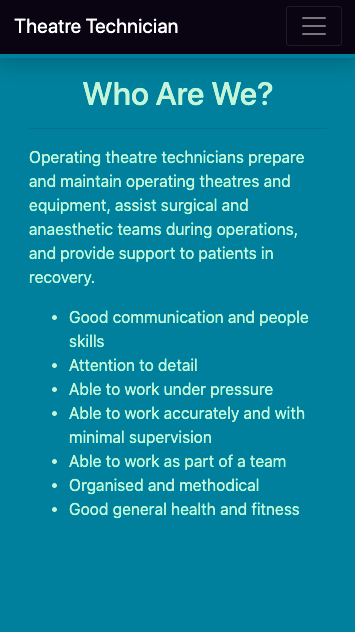 Theatre Technician
Who Are We?
Operating theatre technicians prepare
and maintain operating theatres and
equipment, assist surgical and
anaesthetic teams during operations,
and provide support to patients in
recovery.
• Good communication and people
skills
• Attention to detail
• Able to work under pressure
• Able to work accurately and with
minimal supervision
• Able to work as part of a team
• Organised and methodical
• Good general health and fitness